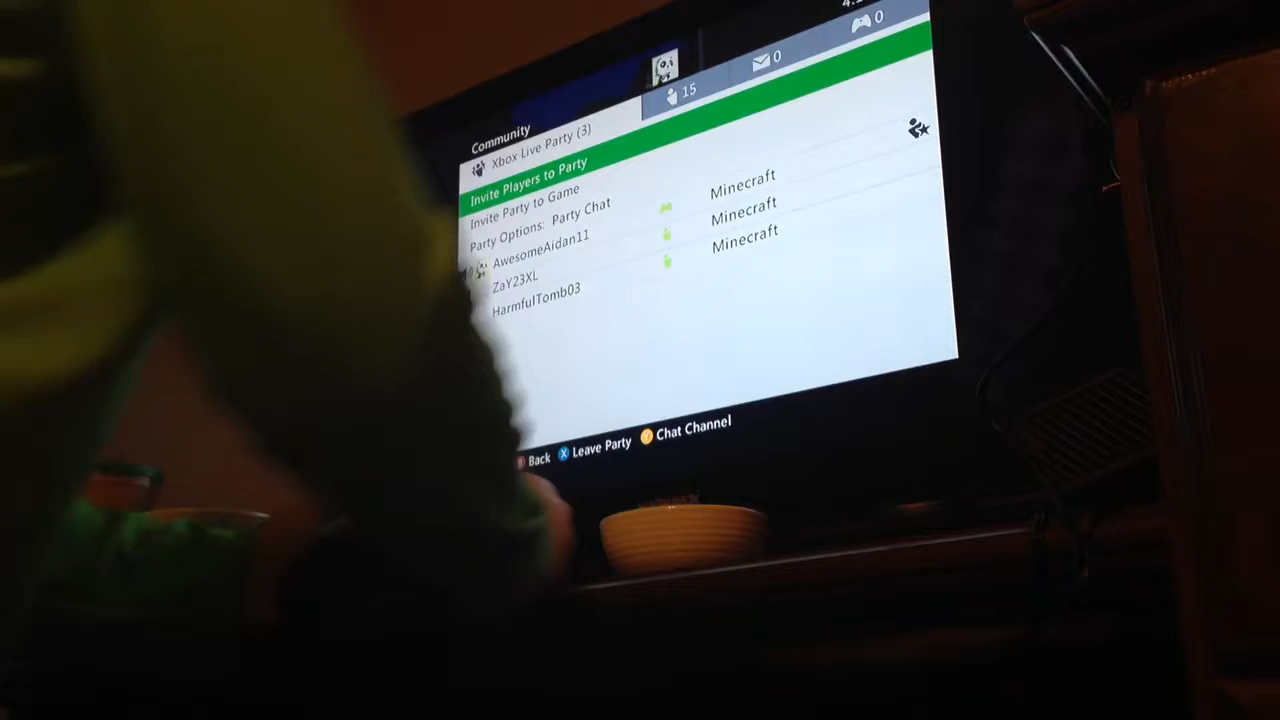 0
0
15
Community
Xbox Live Party (3)
Invite Players to Party
Invite Party to Game
Party Options: Party Chat
AwesomeAidan11 Minecraft
ZaY23XL Minecraft
HarmfulTomb03 Minecraft
B Back X Leave Party Y Chat Channel